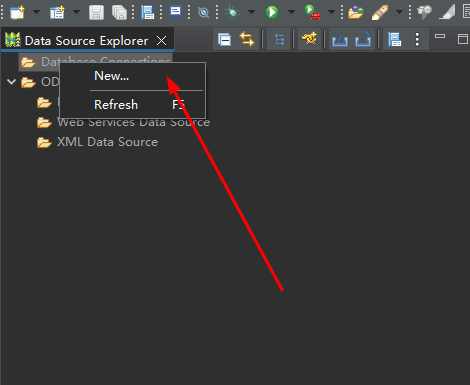 Data Source Explorer
Database Connections
New...
OD
Refresh F5
Web Services Data Source
XML Data Source